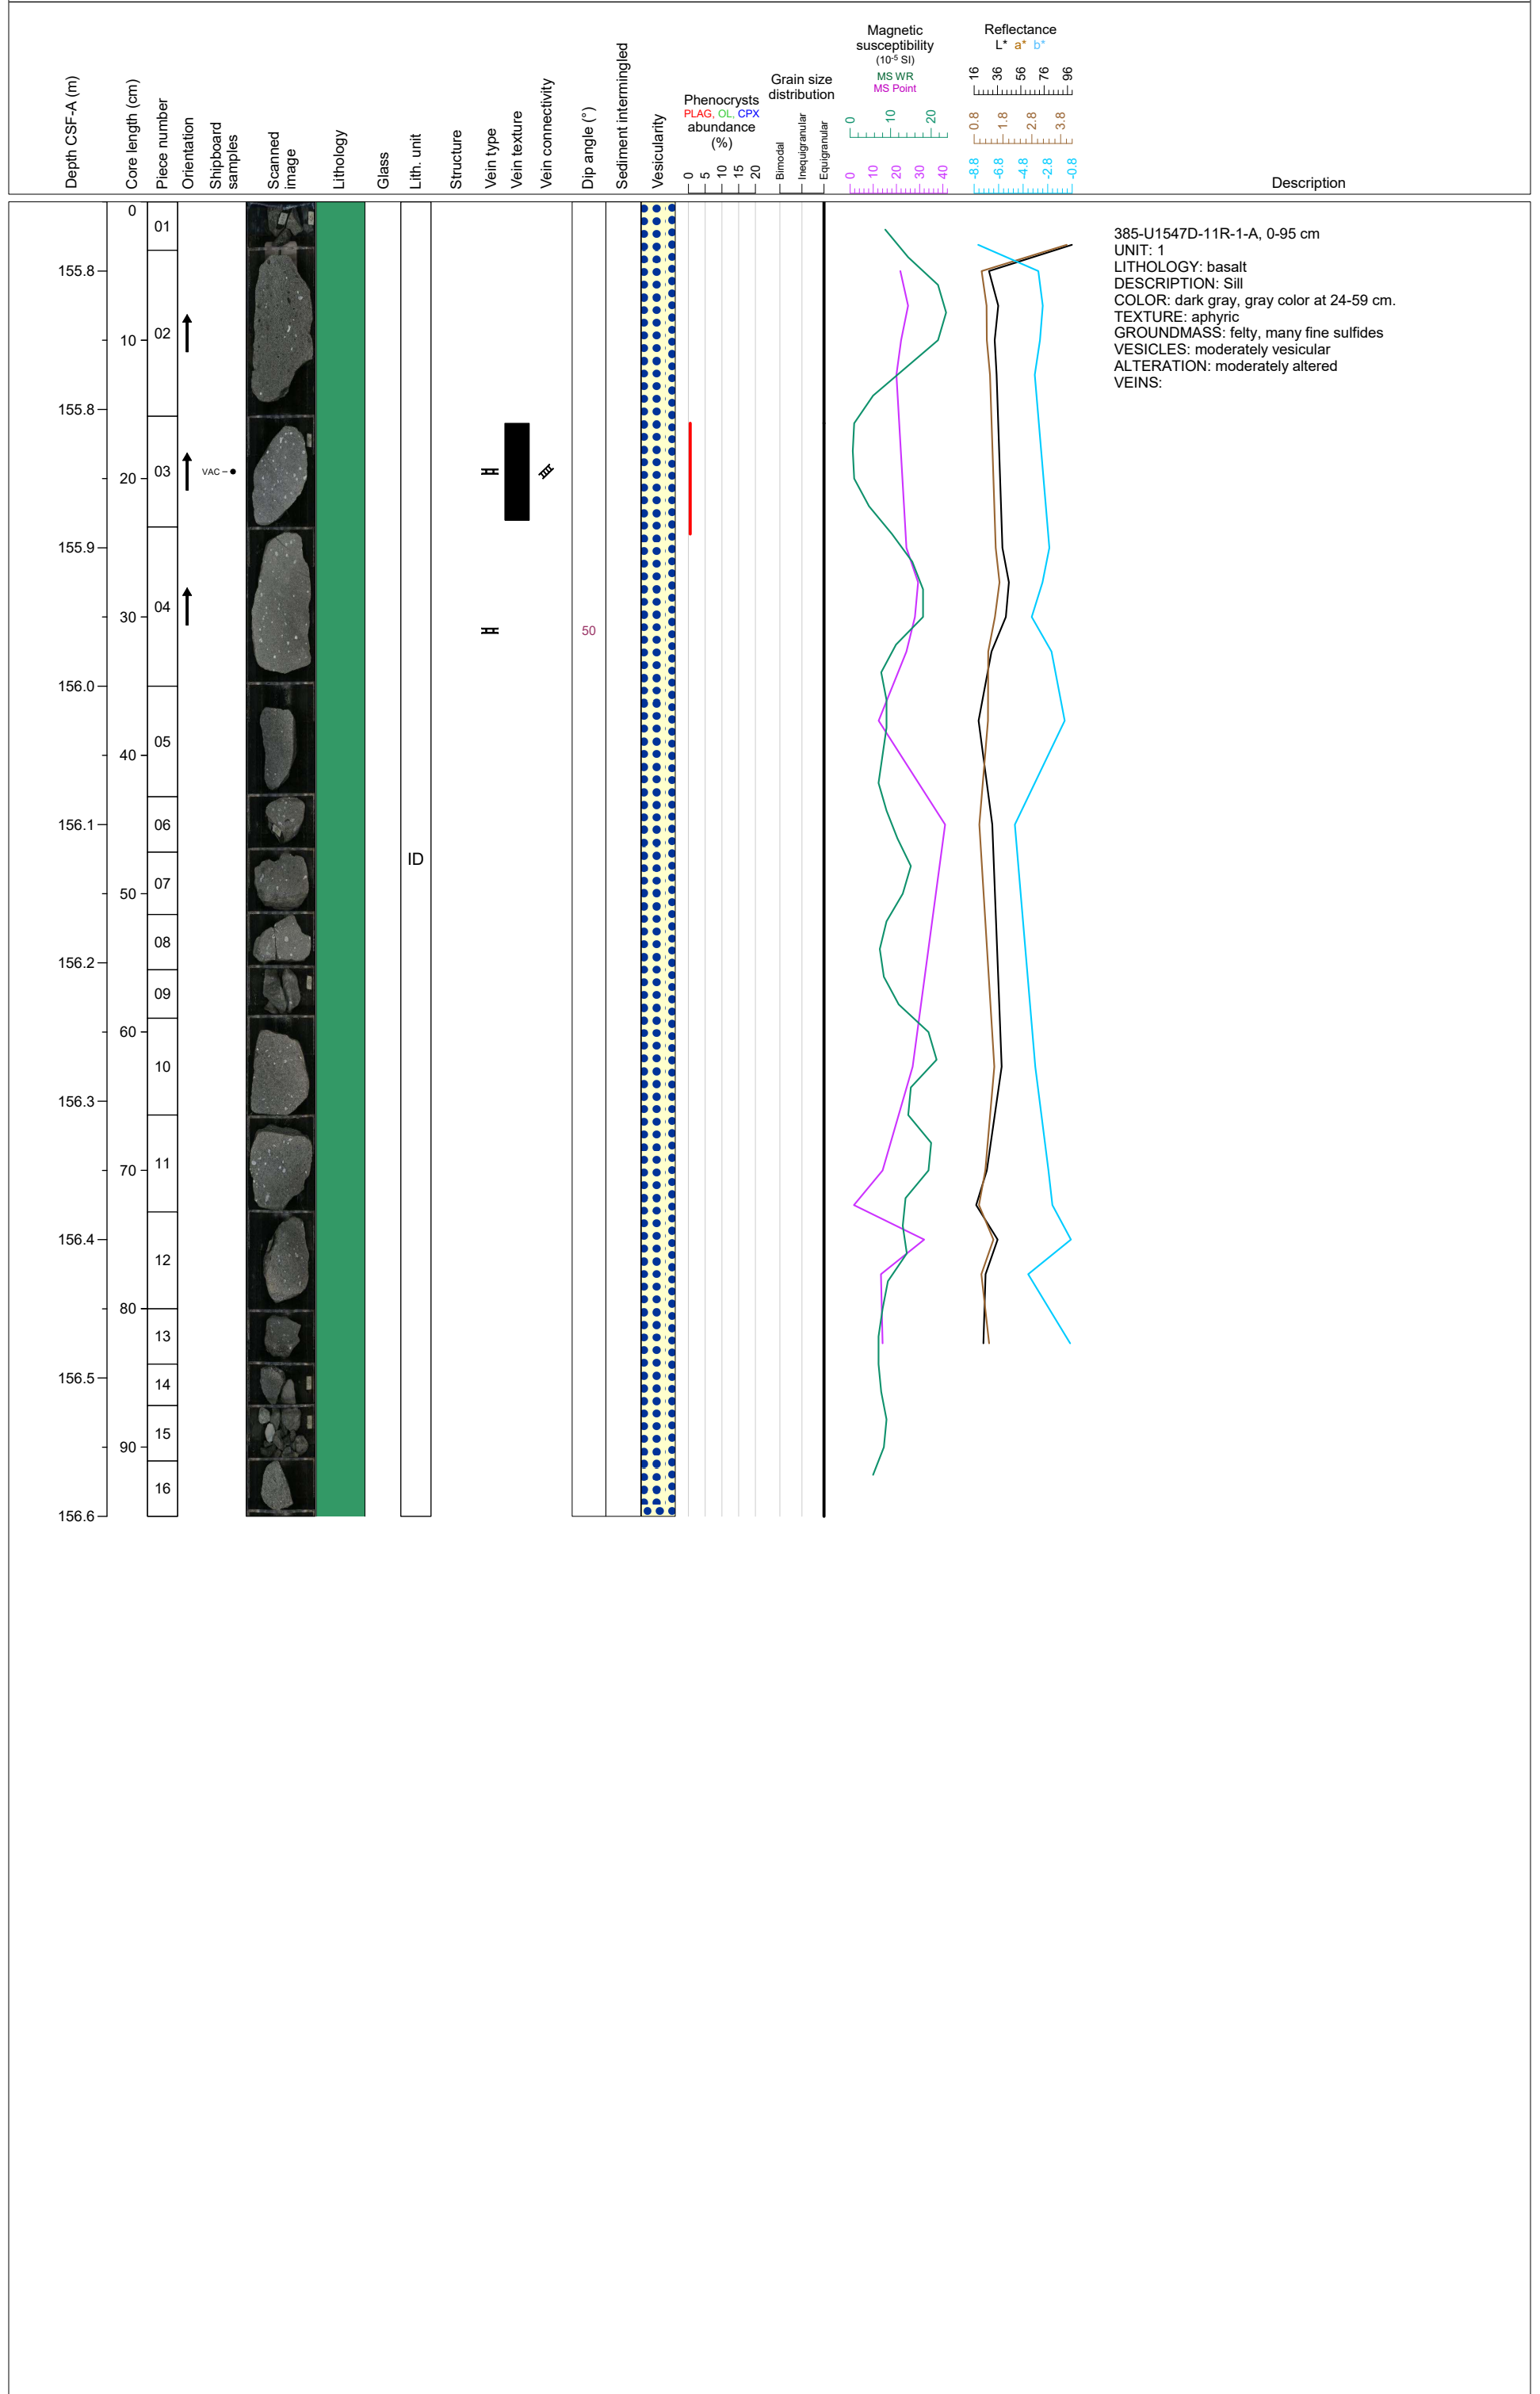 Depth CSF-A (m)
Core length (cm)
Piece number
Orientation
Shipboard
samples
Scanned
image
Lithology
Glass
Lith. unit
Structure
Vein type
Vein texture
Vein connectivity
Dip angle (°)
Sediment intermingled
Vesicularity
Phenocrysts
PLAG, OL, CPX
abundance
(%)
0 5 10 15 20
Grain size
distribution
Bimodal
Inequigranular
Equigranular
Magnetic
susceptibility
(10-5 SI)
MS WR
MS Point
0 10 20
0 10 20 30 40
Reflectance
L* a* b*
16 36 56 76 96
0.8 1.8 2.8 3.8
-8.8 -6.8 -4.8 -2.8 -0.8
Description
0
01
155.8
10
02
155.8
20
03
VAC
155.9
30
04
50
156.0
40
05
156.1
06
ID
50
07
08
156.2
09
60
10
156.3
70
11
156.4
12
80
13
156.5
14
90
15
16
156.6
385-U1547D-11R-1-A, 0-95 cm
UNIT: 1
LITHOLOGY: basalt
DESCRIPTION: Sill
COLOR: dark gray, gray color at 24-59 cm.
TEXTURE: aphyric
GROUNDMASS: felty, many fine sulfides
VESICLES: moderately vesicular
ALTERATION: moderately altered
VEINS: